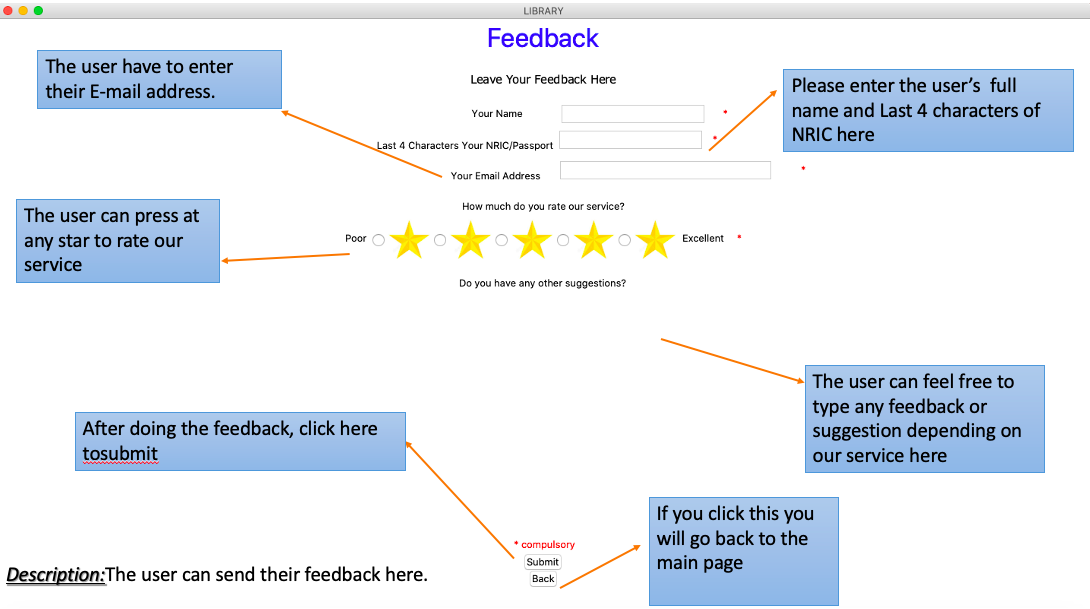 LIBRARY
Feedback
The user have to enter
their E-mail address.
Leave Your Feedback Here
Please enter the user’s  full
name and Last 4 characters of
NRIC here
Your Name
*
Last 4 Characters Your NRIC/Passport
*
Your Email Address
*
The user can press at
any star to rate our
service
How much do you rate our service?
Poor
Excellent
*
Do you have any other suggestions?
The user can feel free to
type any feedback or
suggestion depending on
our service here
After doing the feedback, click here
tosubmit
If you click this you
will go back to the
main page
* compulsory
Submit
Back
Description:The user can send their feedback here.